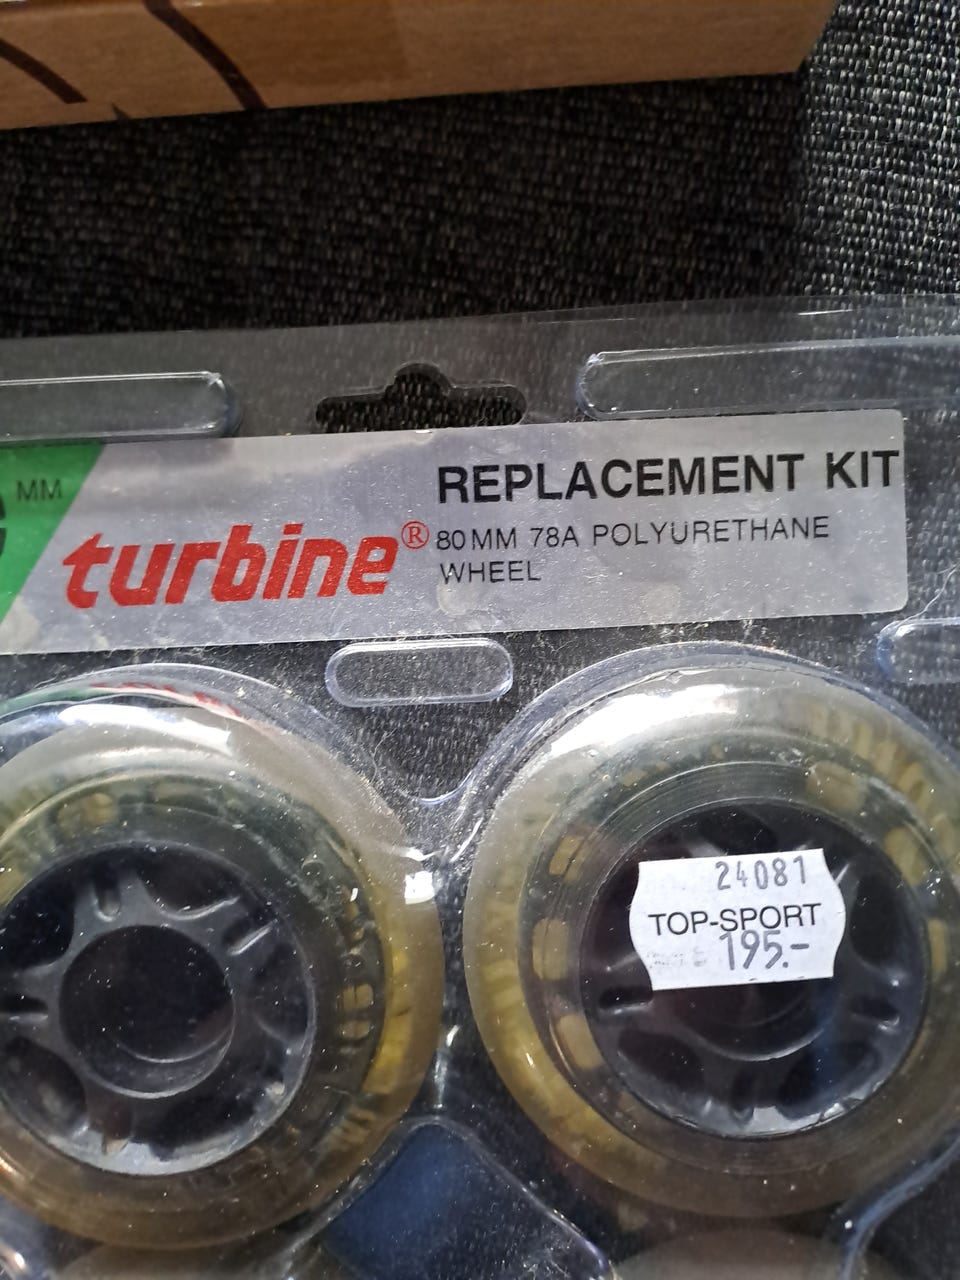 MM
turbine®
REPLACEMENT KIT
80 MM 78A POLYURETHANE
WHEEL
24081
TOP-SPORT
195.-